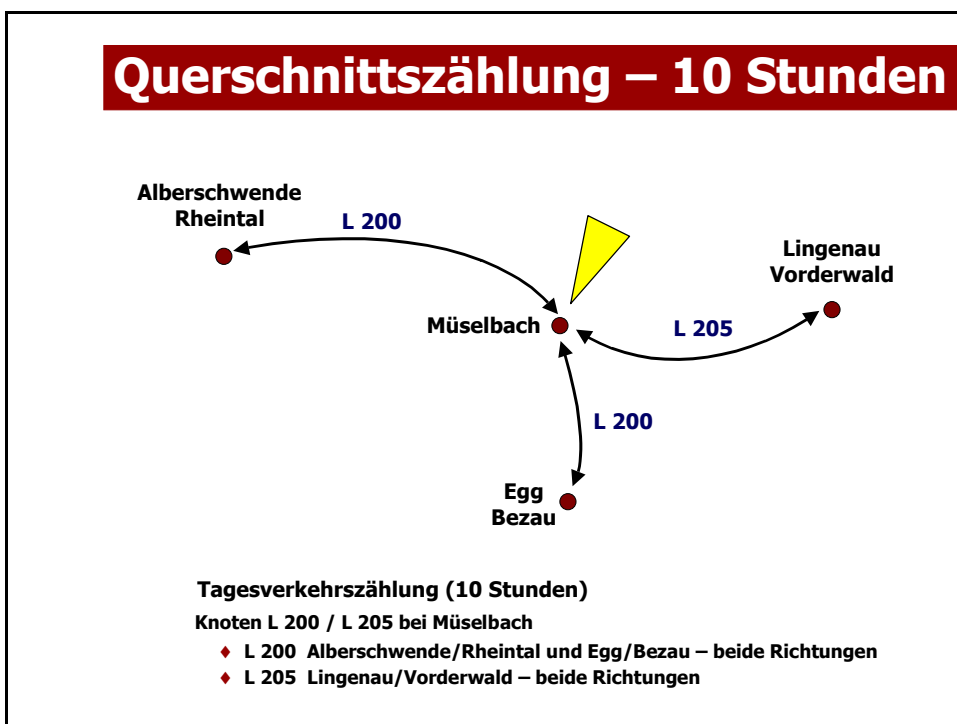 Querschnittszählung – 10 Stunden
Alberschwende
Rheintal
L 200
Lingenau
Vorderwald
Müselbach
L 205
L 200
Egg
Bezau
Tagesverkehrszählung (10 Stunden)
Knoten L 200 / L 205 bei Müselbach
♦ L 200 Alberschwende/Rheintal und Egg/Bezau – beide Richtungen
♦ L 205 Lingenau/Vorderwald – beide Richtungen